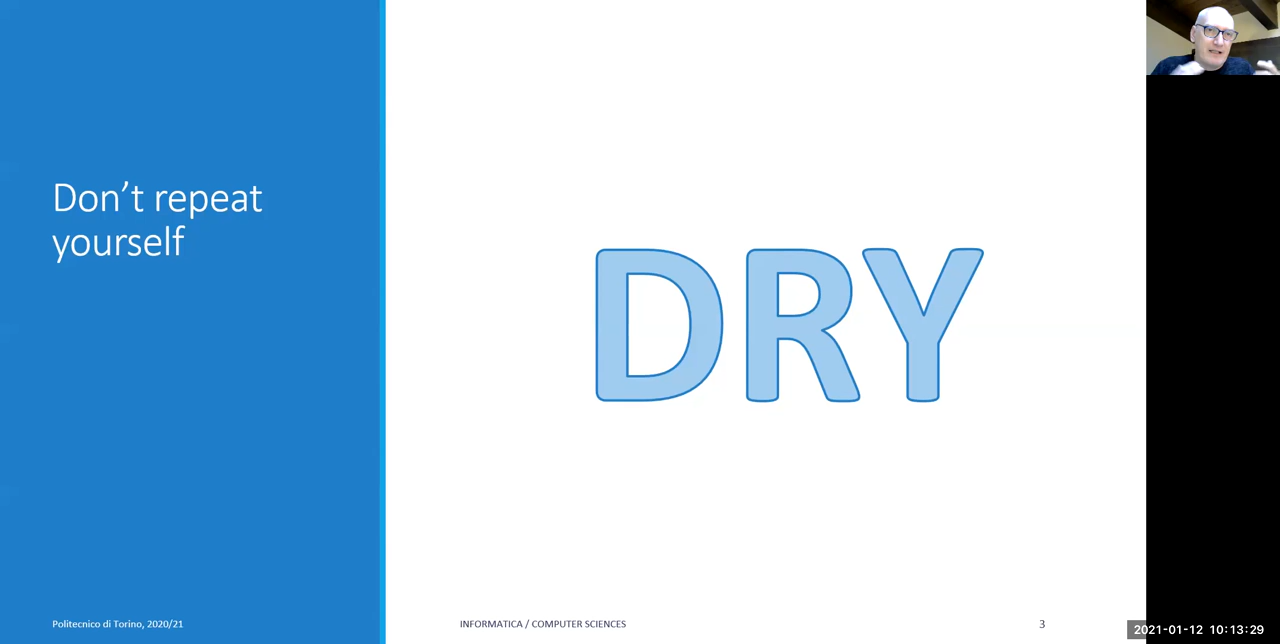 Don’t repeat
yourself
DRY
Politecnico di Torino, 2020/21
INFORMATICA / COMPUTER SCIENCES
3
2021-01-12 10:13:29